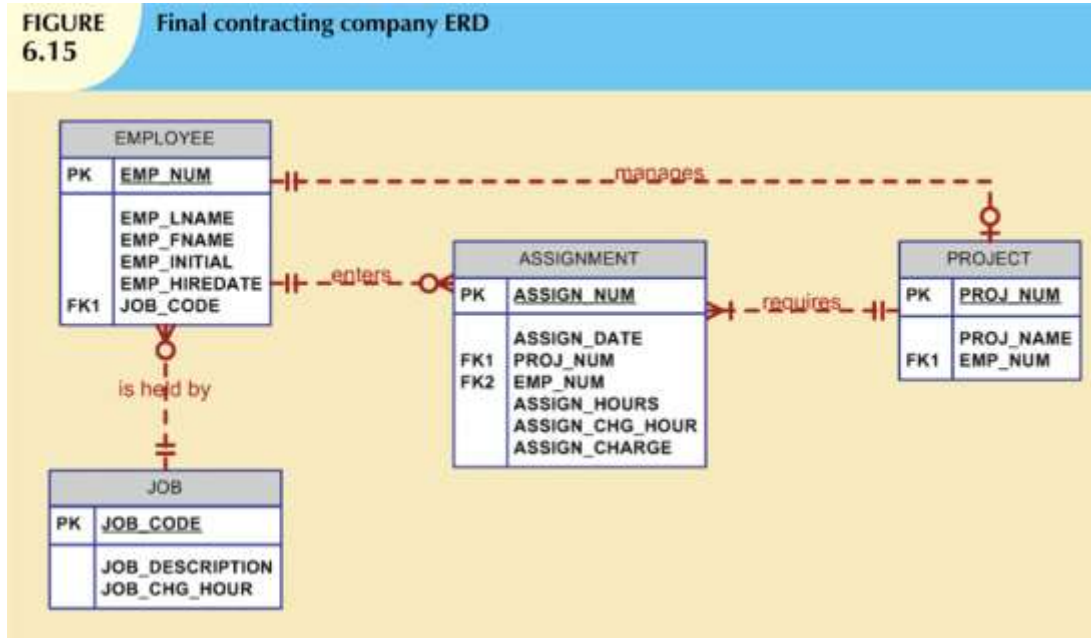 FIGURE 6.15
Final contracting company ERD
EMPLOYEE
PK EMP_NUM
EMP_LNAME
EMP_FNAME
EMP_INITIAL
EMP_HIREDATE
FK1 JOB_CODE
manages
enters
ASSIGNMENT
PK ASSIGN_NUM
ASSIGN_DATE
FK1 PROJ_NUM
FK2 EMP_NUM
ASSIGN_HOURS
ASSIGN_CHG_HOUR
ASSIGN_CHARGE
requires
PROJECT
PK PROJ_NUM
PROJ_NAME
FK1 EMP_NUM
is held by
JOB
PK JOB_CODE
JOB_DESCRIPTION
JOB_CHG_HOUR